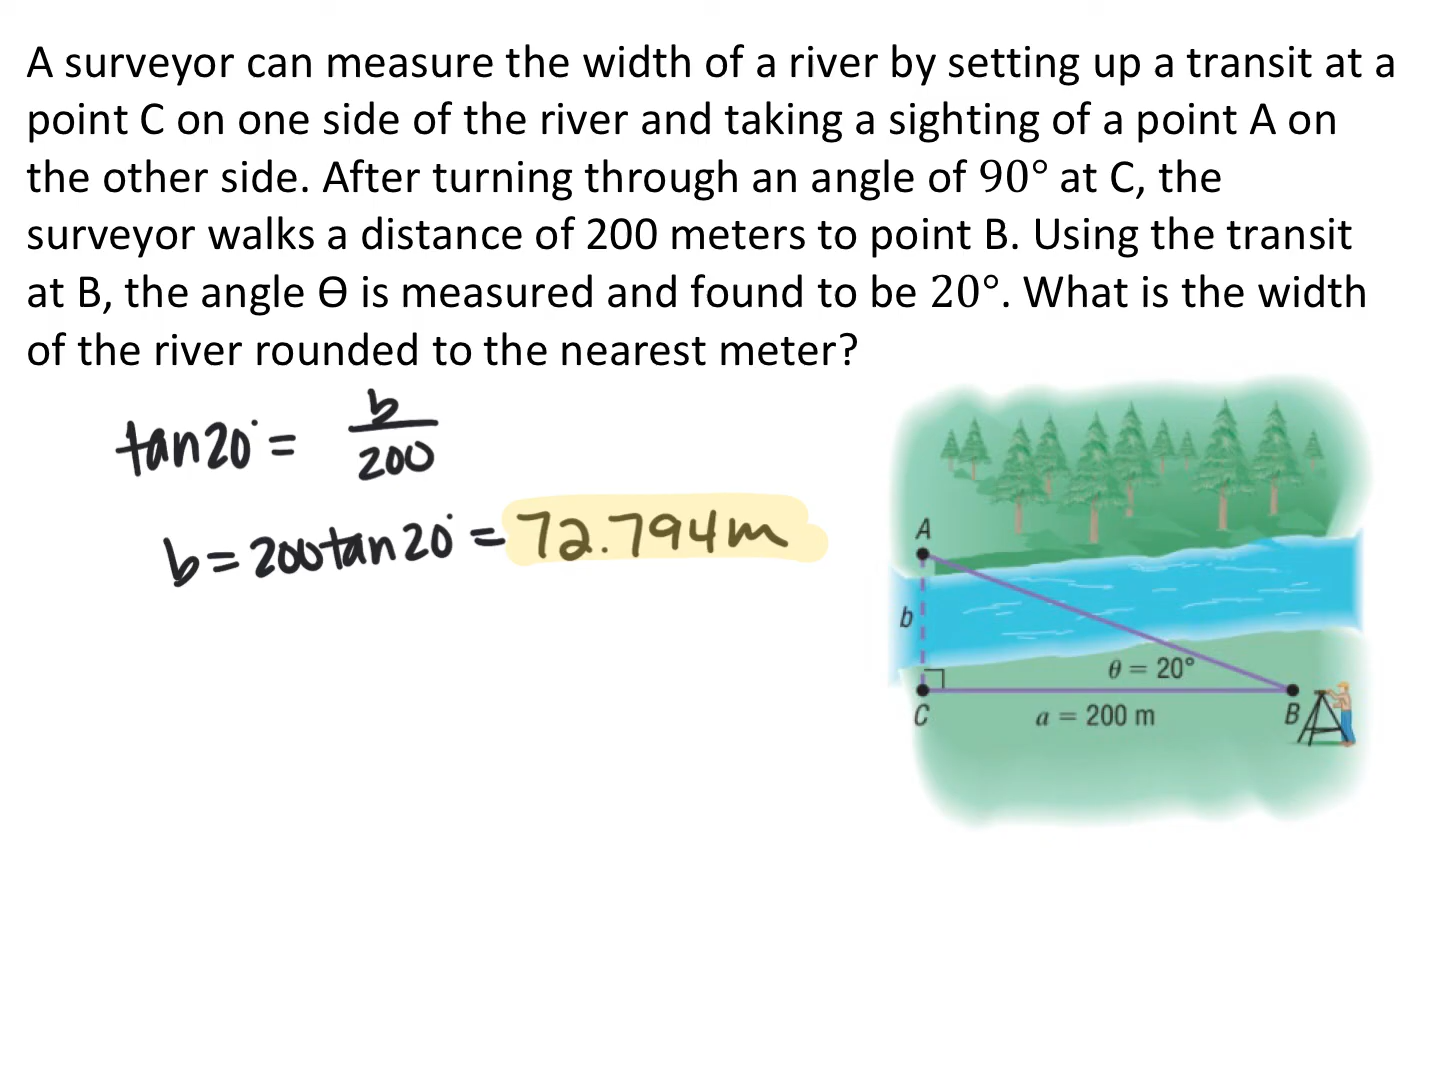 A surveyor can measure the width of a river by setting up a transit at a
point C on one side of the river and taking a sighting of a point A on
the other side. After turning through an angle of 90° at C, the
surveyor walks a distance of 200 meters to point B. Using the transit
at B, the angle Ɵ is measured and found to be 20°. What is the width
of the river rounded to the nearest meter?
tan20° = b/200
b = 200tan20° = 72.794m
A
b
θ = 20°
C
a = 200 m
B